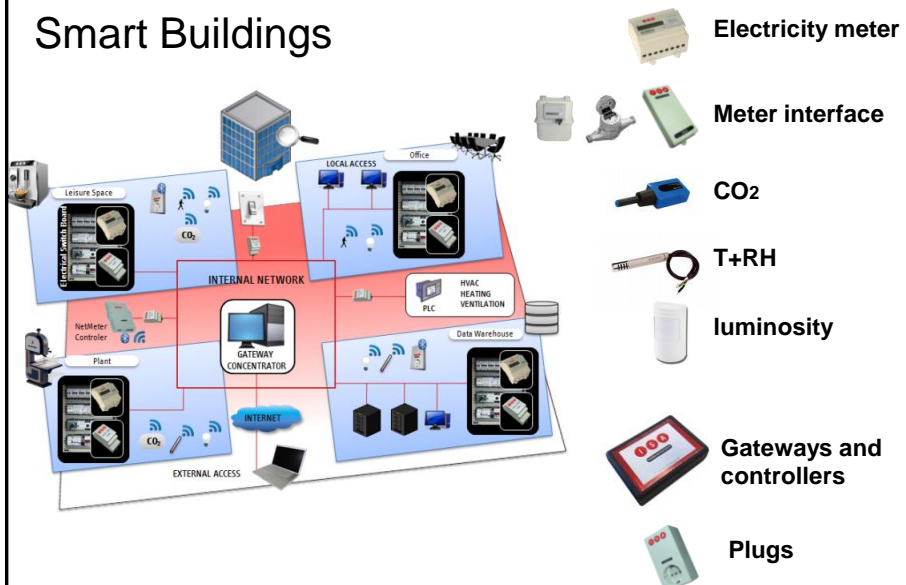 Smart Buildings
Electricity meter
Meter interface
CO2
T+RH
luminosity
Gateways and
controllers
Plugs
Office
LOCAL ACCESS
Leisure Space
CO2
Electrical Switch Board
INTERNAL NETWORK
HVAC
HEATING
VENTILATION
PLC
NetMeter
Controler
GATEWAY
CONCENTRATOR
Data Warehouse
Plant
CO2
INTERNET
EXTERNAL ACCESS
ISA